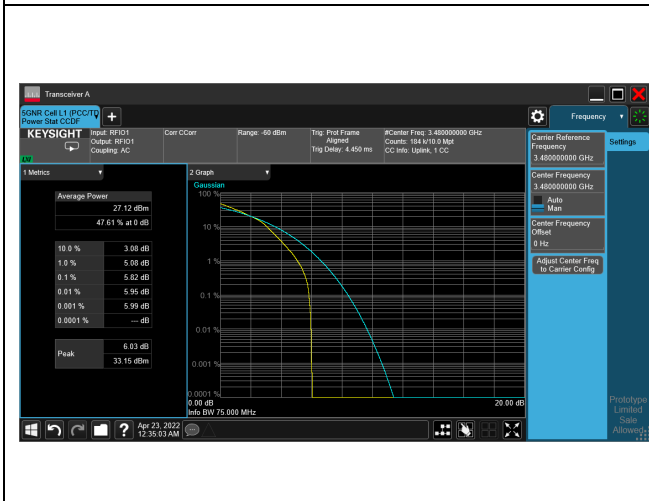 Transceiver A
5GNR Cell L1 (PCC/TD
Power Stat CCDF
Frequency
KEYSIGHT
LXI
Input: RFIO1
Output: RFIO1
Coupling: AC
Corr CCorr
Range: -60 dBm
Trig: Prot Frame
Aligned
Trig Delay: 4.450 ms
#Center Freq: 3.480000000 GHz
Counts: 184 k/10.0 Mpt
CC Info: Uplink, 1 CC
1 Metrics
Average Power
27.12 dBm
47.61 % at 0 dB
10.0 % 3.08 dB
1.0 % 5.08 dB
0.1 % 5.82 dB
0.01 % 5.95 dB
0.001 % 5.99 dB
0.0001 % --- dB
Peak
6.03 dB
33.15 dBm
2 Graph
Gaussian
100 %
10 %
1 %
0.1 %
0.01 %
0.001 %
0.0001 %
0.00 dB
20.00 dB
Info BW 75.000 MHz
Carrier Reference
Frequency
3.480000000 GHz
Center Frequency
3.480000000 GHz
Auto
Man
Center Frequency
Offset
0 Hz
Adjust Center Freq
to Carrier Config
Settings
Prototype
Limited
Sale
Allowed
?
Apr 23, 2022
12:35:03 AM